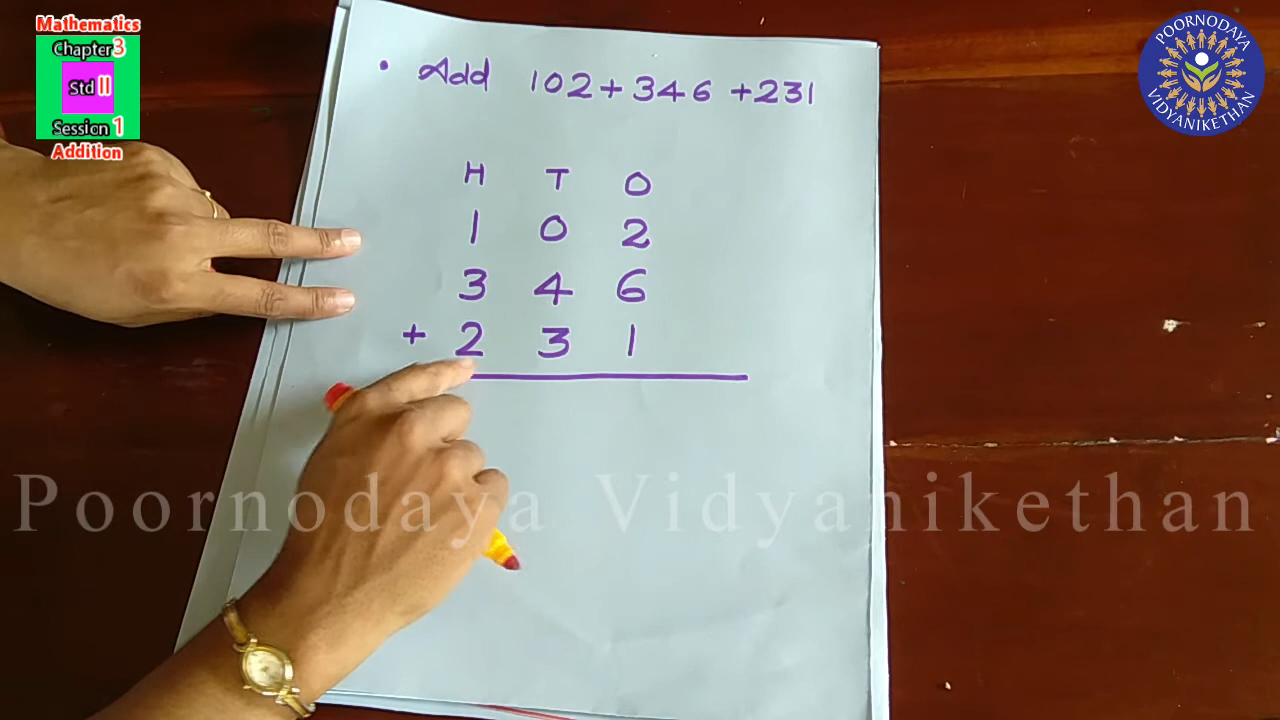 Mathematics
Chapter 3
Std II
Session 1
Addition
POORNODAYA
VIDYANIKETHAN
• Add 102 + 346 + 231
H T O
1 0 2
3 4 6
+ 2 3 1
Poornodaya Vidyanikethan